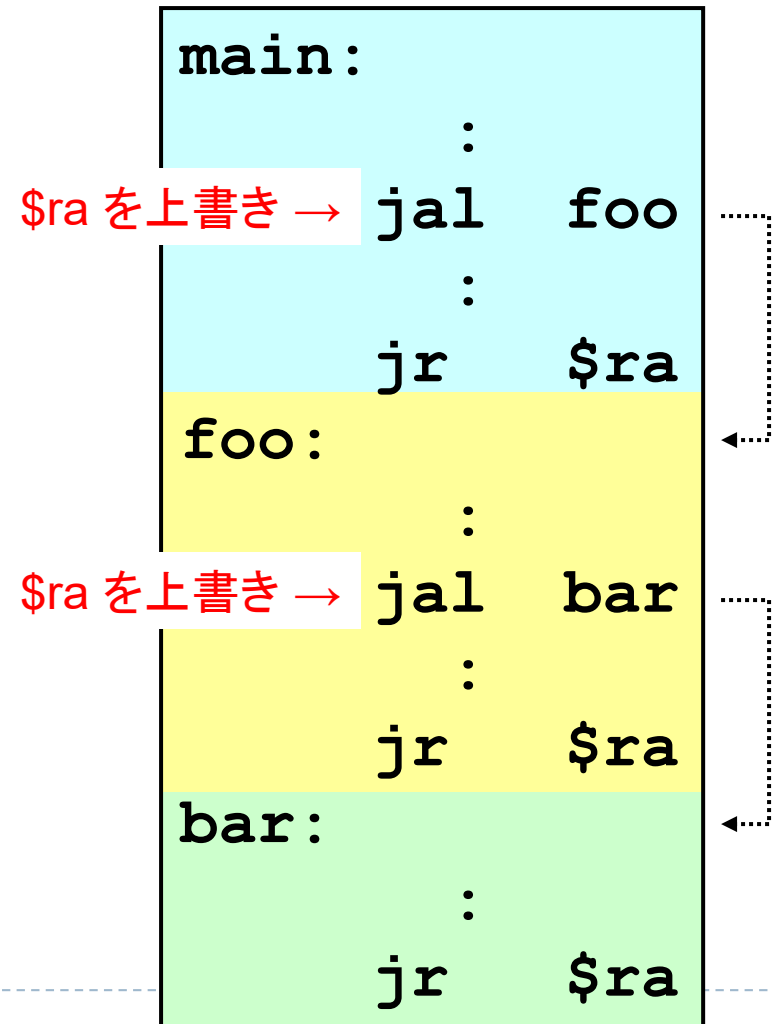 main:
:
$ra を上書き → jal foo
:
jr $ra
foo:
:
$ra を上書き → jal bar
:
jr $ra
bar:
:
jr $ra